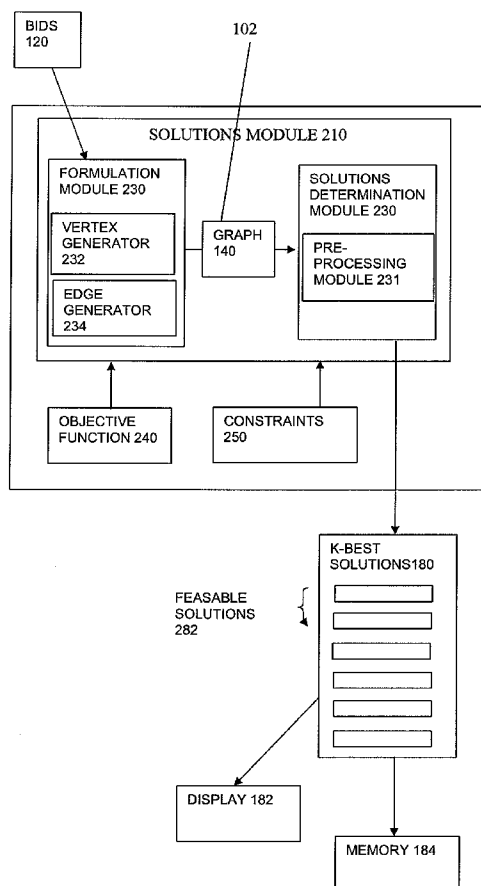 BIDS
120
102
SOLUTIONS MODULE 210
FORMULATION
MODULE 230
VERTEX
GENERATOR
232
EDGE
GENERATOR
234
GRAPH
140
SOLUTIONS
DETERMINATION
MODULE 230
PRE-
PROCESSING
MODULE 231
OBJECTIVE
FUNCTION 240
CONSTRAINTS
250
K-BEST
SOLUTIONS180
FEASABLE
SOLUTIONS
282
DISPLAY 182
MEMORY 184